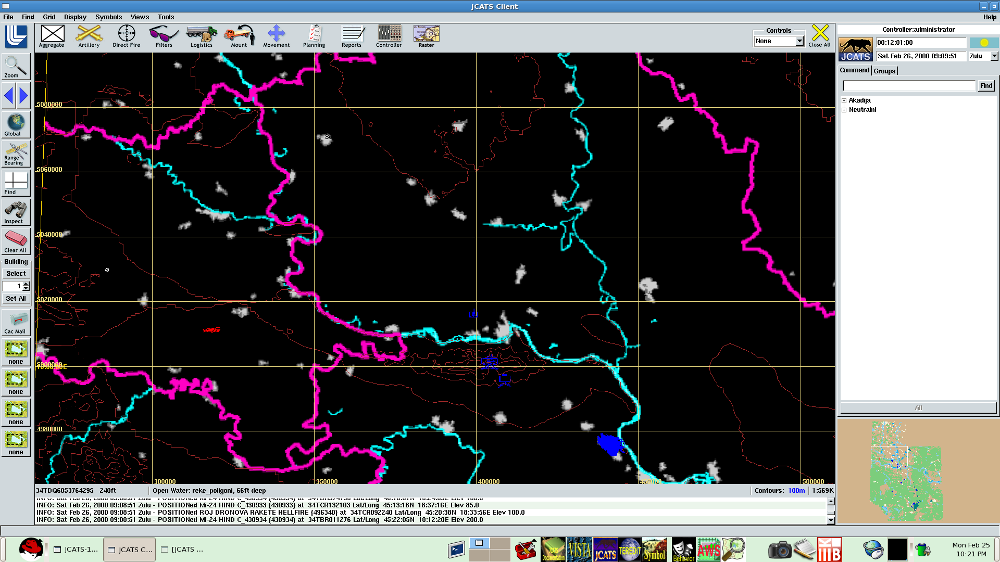 JCATS Client
File Find Grid Display Symbols Views Tools Help
Aggregate Artillery Direct Fire Filters Logistics Mount Movement Planning Reports Controller Raster
Controls
None
Close All
Controller:administrator
JCATS
00:12:01:00
Sat Feb 26, 2000 09:09:51
Zulu
Command Groups
Find
Akadija
Neutralni
All
Zoom
Global
Range
Bearing
Find
Inspect
Clear All
Building
Select
1
Set All
Cac Mail
none
none
none
none
5080000
5060000
5040000
5020000
4980000
300000 350000 400000 500000
34TDQ6053764295 240ft
Open Water: reke_poligoni, 66ft deep
Contours: 100m 1:569K
INFO: Sat Feb 26, 2000 09:08:51 Zulu - POSITIONed Mi-24 HIND C_430933 {430933} at 34TCR132103 Lat/Long 45:13:18N 18:37:16E Elev 85.0
INFO: Sat Feb 26, 2000 09:08:51 Zulu - POSITIONed ROJ DRONOVA RAKETE HELLFIRE {496340} at 34TCR092240 Lat/Long 45:20:38N 18:33:56E Elev 100.0
INFO: Sat Feb 26, 2000 09:08:51 Zulu - POSITIONed Mi-24 HIND C_430934 {430934} at 34TBR811276 Lat/Long 45:22:05N 18:12:20E Elev 200.0
JCATS-1...
JCATS C...
[JCATS ...
JCATS
Documentation
VISTA
JCATS
TEREDIT
Symbol
Behavior
AWS
Mon Feb 25
10:21 PM